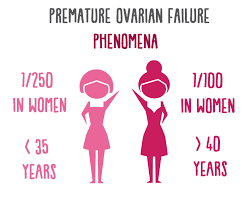 PREMATURE OVARIAN FAILURE
PHENOMENA
1/250
IN WOMEN
< 35
YEARS
1/100
IN WOMEN
> 40
YEARS